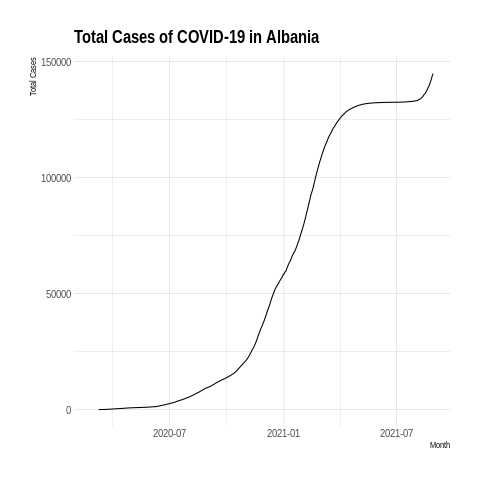 Total Cases of COVID-19 in Albania
Total Cases
150000
100000
50000
0
2020-07
2021-01
2021-07
Month